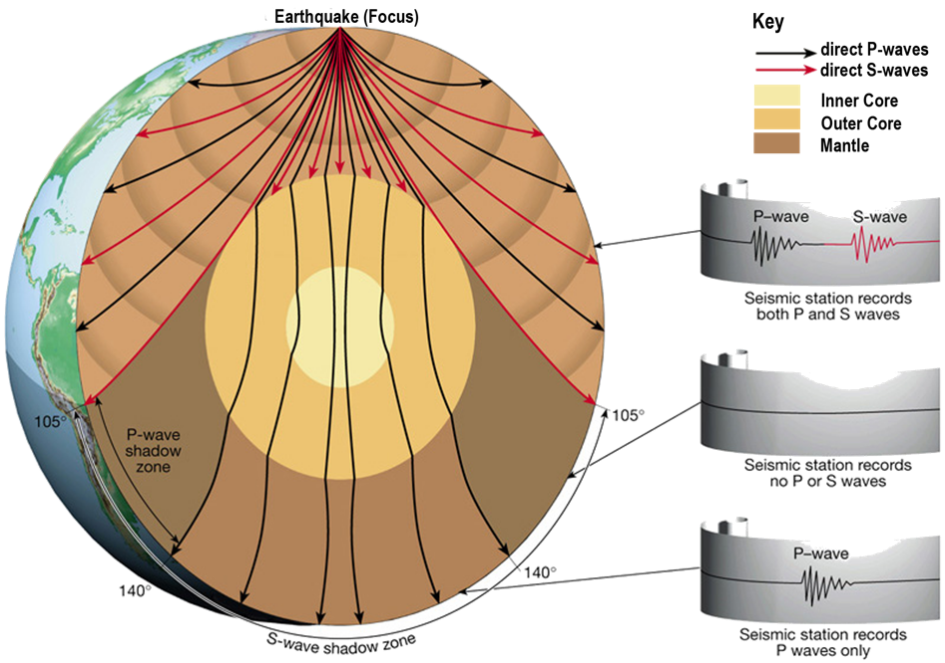 Earthquake (Focus)
Key
direct P-waves
direct S-waves
Inner Core
Outer Core
Mantle
P–wave
S-wave
Seismic station records
both P and S waves
105°
P-wave
shadow
zone
105°
Seismic station records
no P or S waves
140°
140°
P–wave
S-wave shadow zone
Seismic station records
P waves only